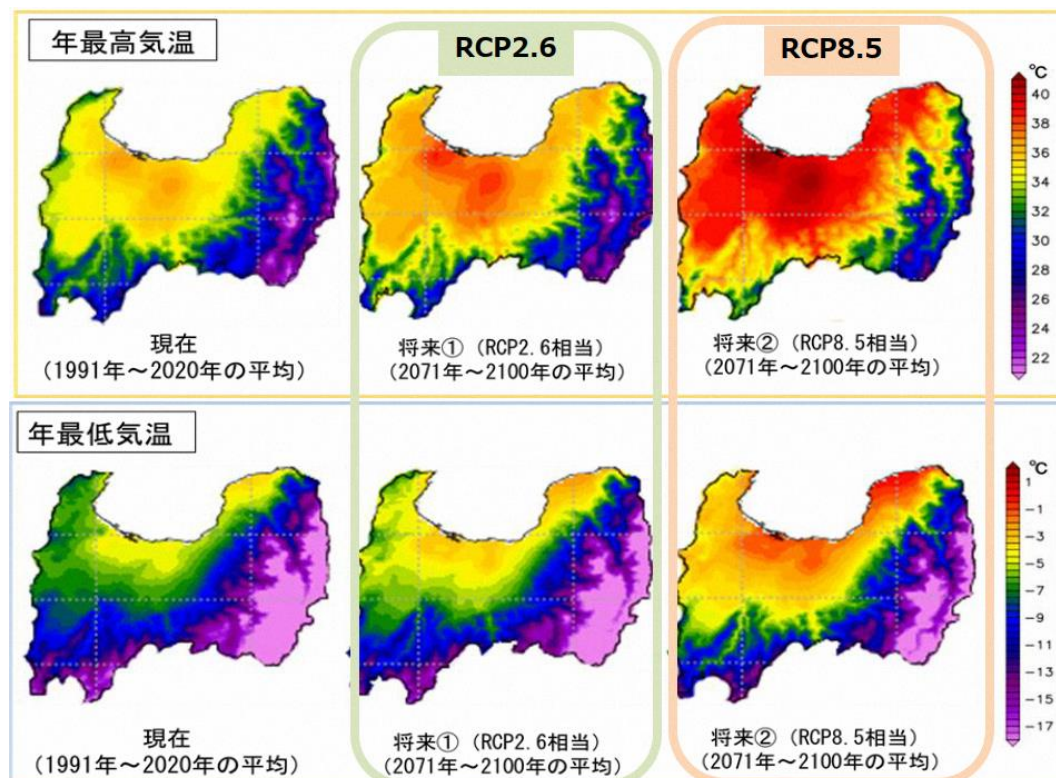 年最高気温
RCP2.6
RCP8.5
℃
40
38
36
34
32
30
28
26
24
22
現在
(1991年～2020年の平均)
将来①（RCP2.6相当）
(2071年～2100年の平均)
将来②（RCP8.5相当）
(2071年～2100年の平均)
年最低気温
℃
1
-1
-3
-5
-7
-9
-11
-13
-15
-17
現在
(1991年～2020年の平均)
将来①（RCP2.6相当）
(2071年～2100年の平均)
将来②（RCP8.5相当）
(2071年～2100年の平均)